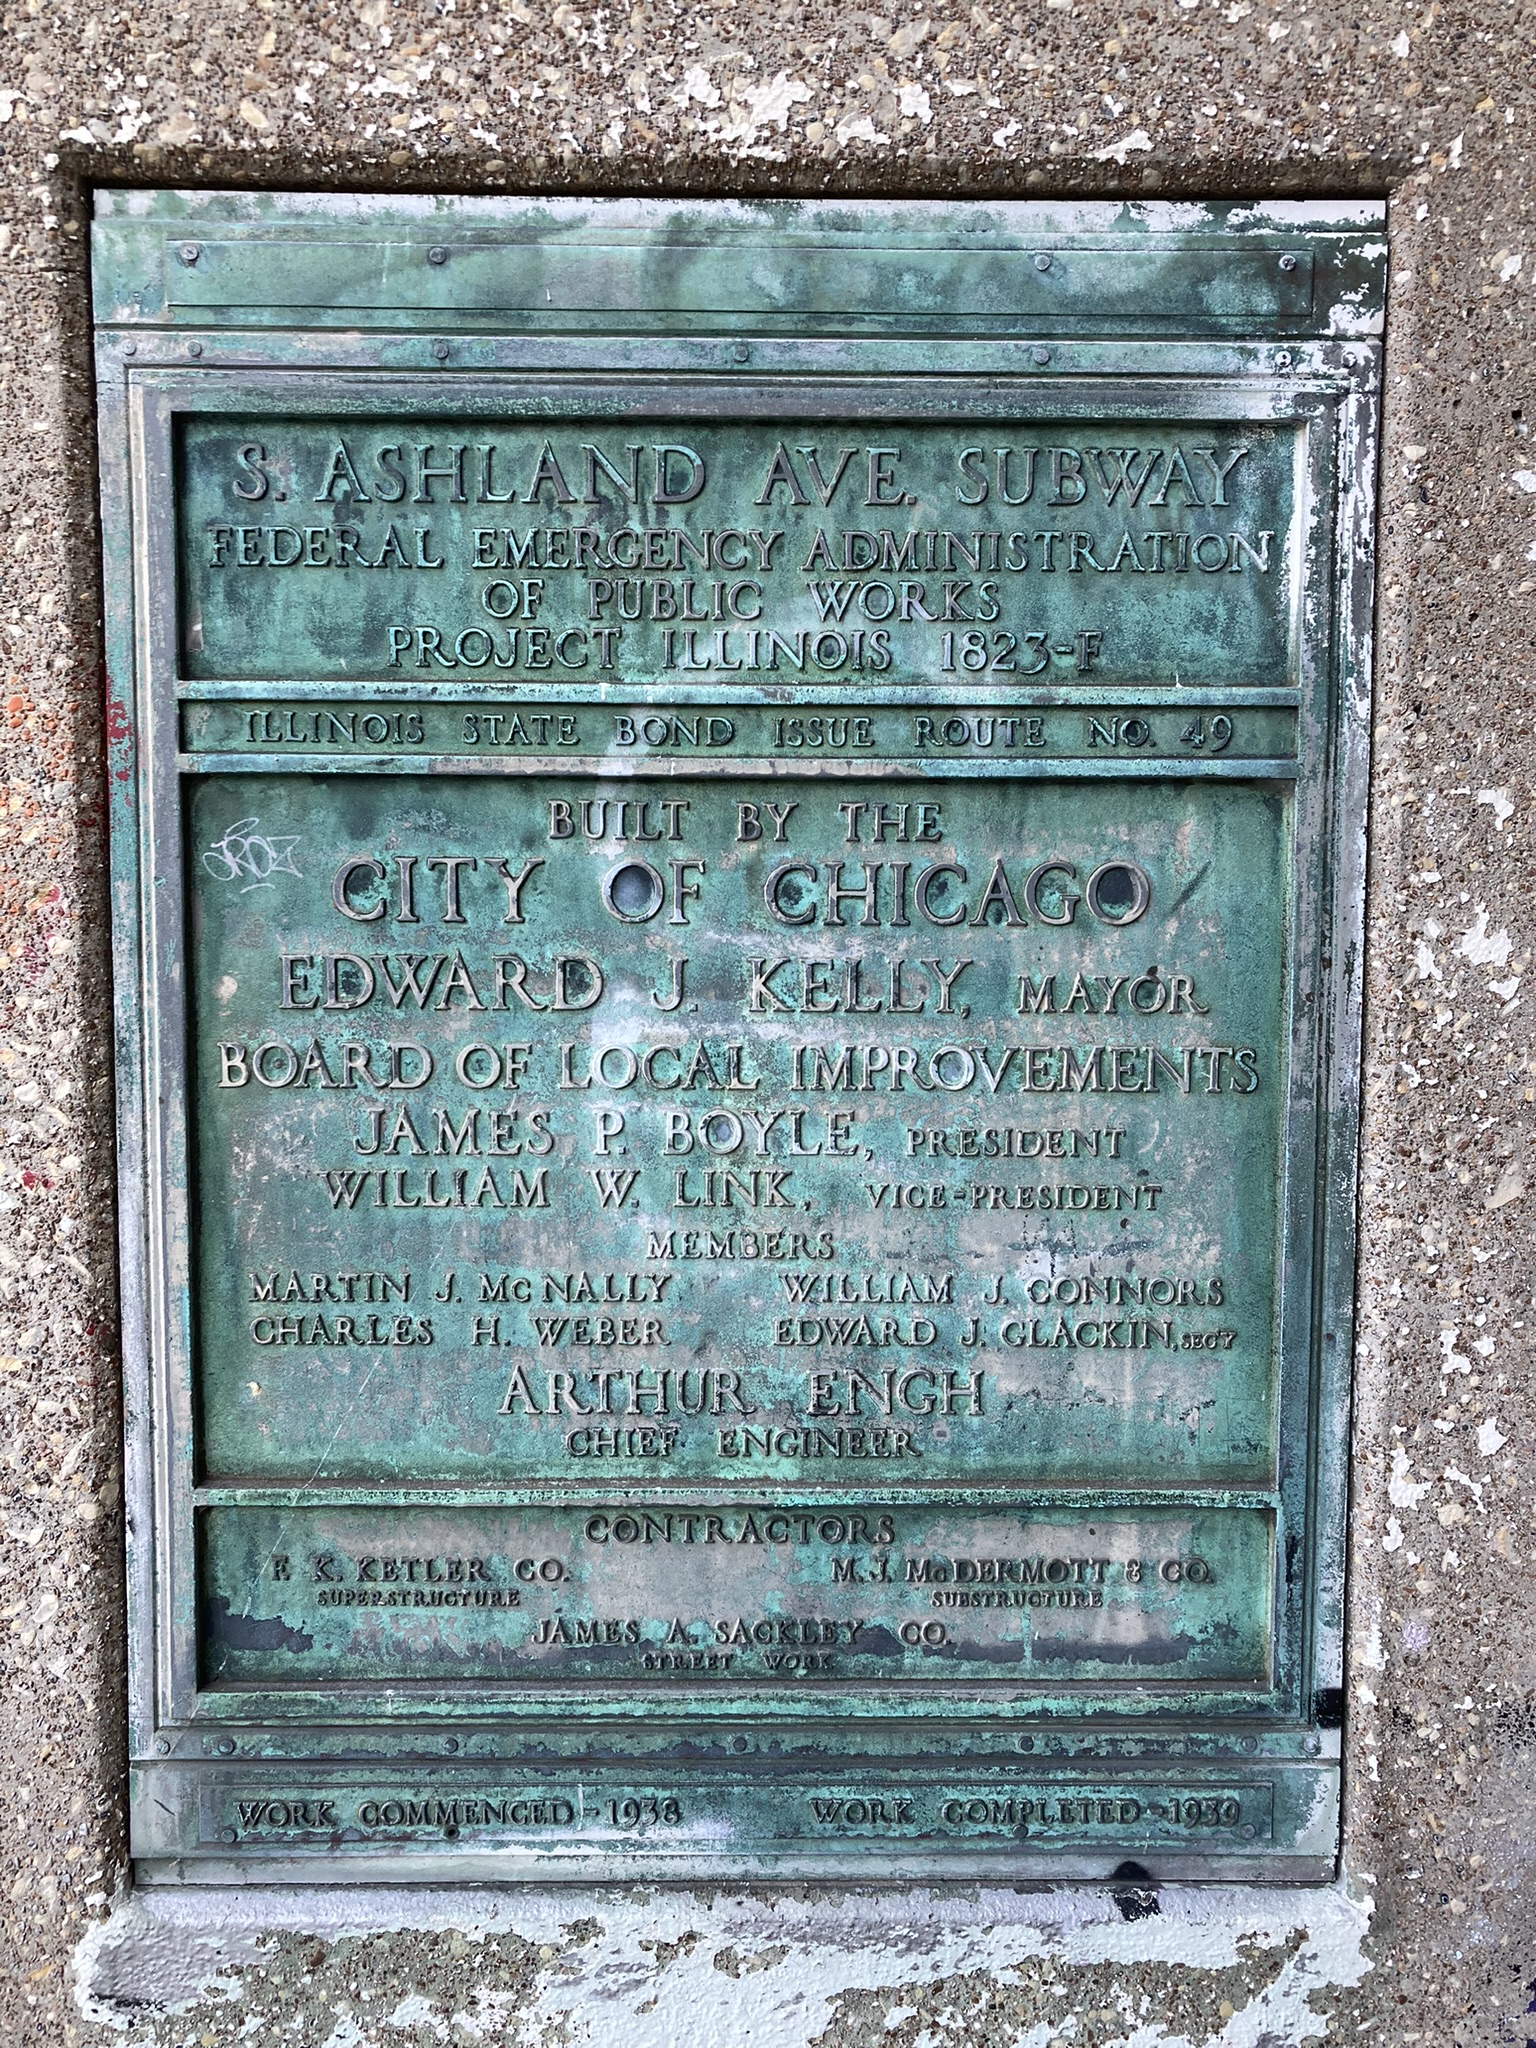 S. ASHLAND AVE. SUBWAY
FEDERAL EMERGENCY ADMINISTRATION
OF PUBLIC WORKS
PROJECT ILLINOIS 1823-F
ILLINOIS STATE BOND ISSUE ROUTE NO. 49
BUILT BY THE
CITY OF CHICAGO
EDWARD J. KELLY, MAYOR
BOARD OF LOCAL IMPROVEMENTS
JAMES P. BOYLE, PRESIDENT
WILLIAM W. LINK, VICE-PRESIDENT
MEMBERS
MARTIN J. McNALLY WILLIAM J. CONNORS
CHARLES H. WEBER EDWARD J. GLACKIN, SEC'Y
ARTHUR ENGH
CHIEF ENGINEER
CONTRACTORS
F. K. KETLER CO. M. J. McDERMOTT & CO.
SUPERSTRUCTURE SUBSTRUCTURE
JAMES A. SACKLEY CO.
STREET WORK
WORK COMMENCED-1938 WORK COMPLETED-1939